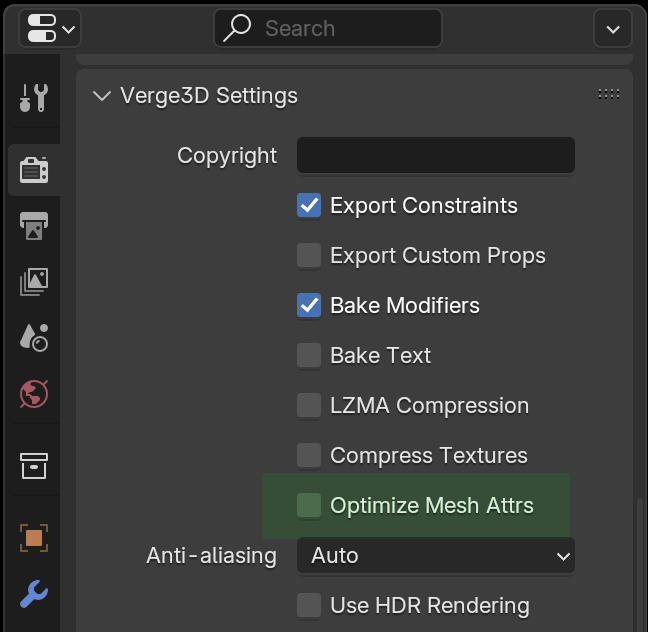 Search
Verge3D Settings
Copyright
Export Constraints
Export Custom Props
Bake Modifiers
Bake Text
LZMA Compression
Compress Textures
Optimize Mesh Attrs
Anti-aliasing Auto
Use HDR Rendering